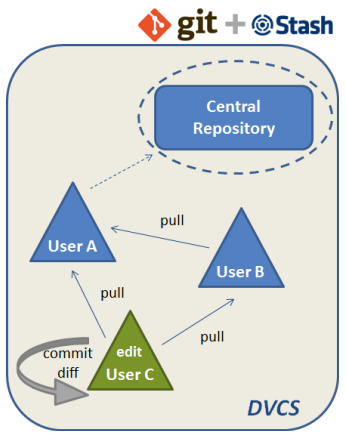 git + Stash
Central
Repository
User A
pull
User B
pull
pull
commit
diff
edit
User C
DVCS